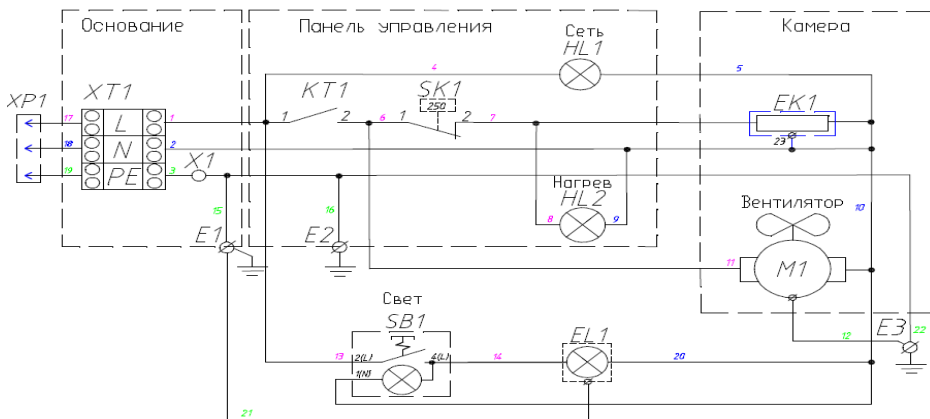 Основание
Панель управления
Сеть
HL1
Камера
4
5
XP1
XT1
KT1
SK1
250
EK1
17
L
1
1
2
6
1
2
7
18
N
2
23
19
PE
3
X1
Нагрев
HL2
8
9
10
Вентилятор
15
16
E1
E2
11
M1
Свет
SB1
EL1
12
E3
22
13
2(L)
4(L)
14
20
1(N)
21